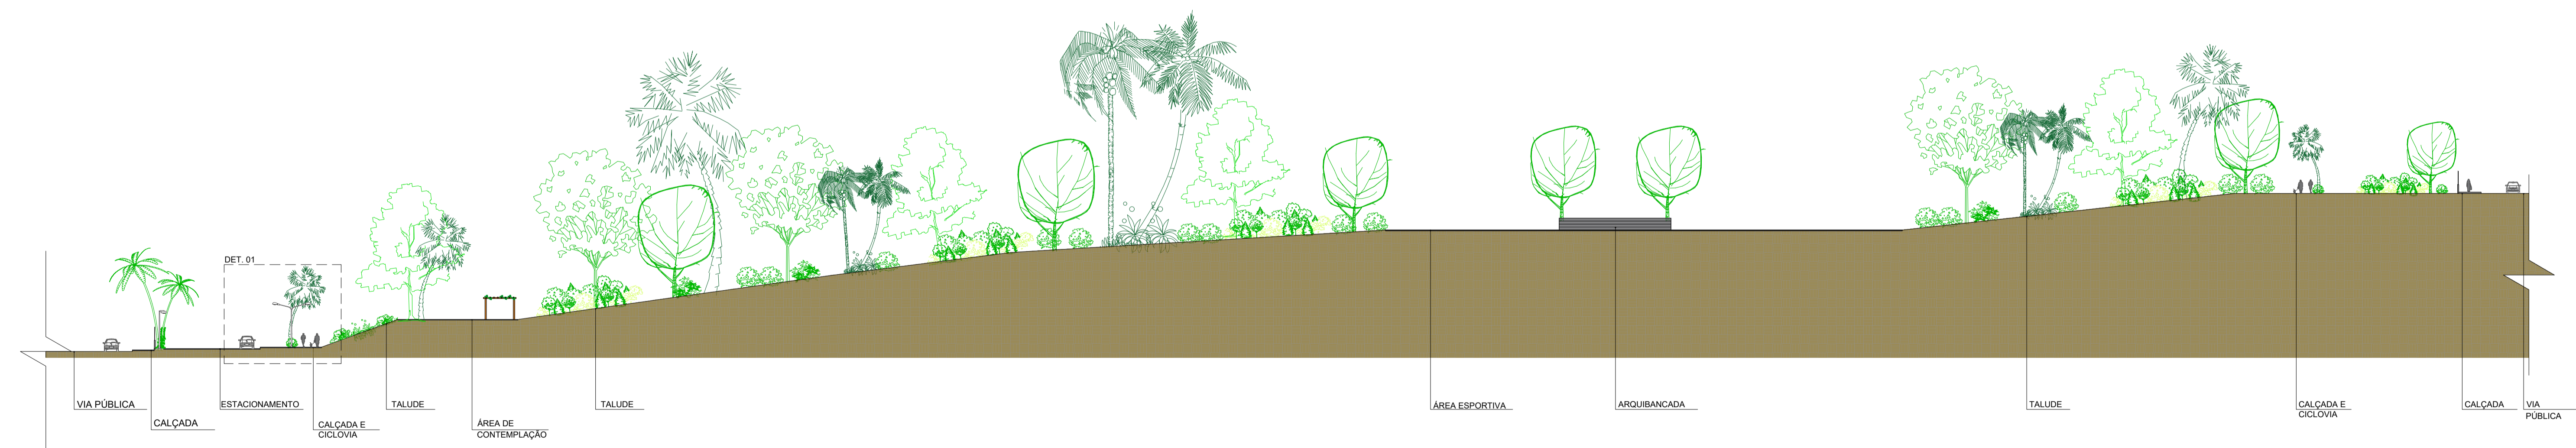 DET. 01
VIA PÚBLICA
CALÇADA
ESTACIONAMENTO
CALÇADA E
CICLOVIA
TALUDE
ÁREA DE
CONTEMPLAÇÃO
TALUDE
ÁREA ESPORTIVA
ARQUIBANCADA
TALUDE
CALÇADA E
CICLOVIA
CALÇADA
VIA
PÚBLICA